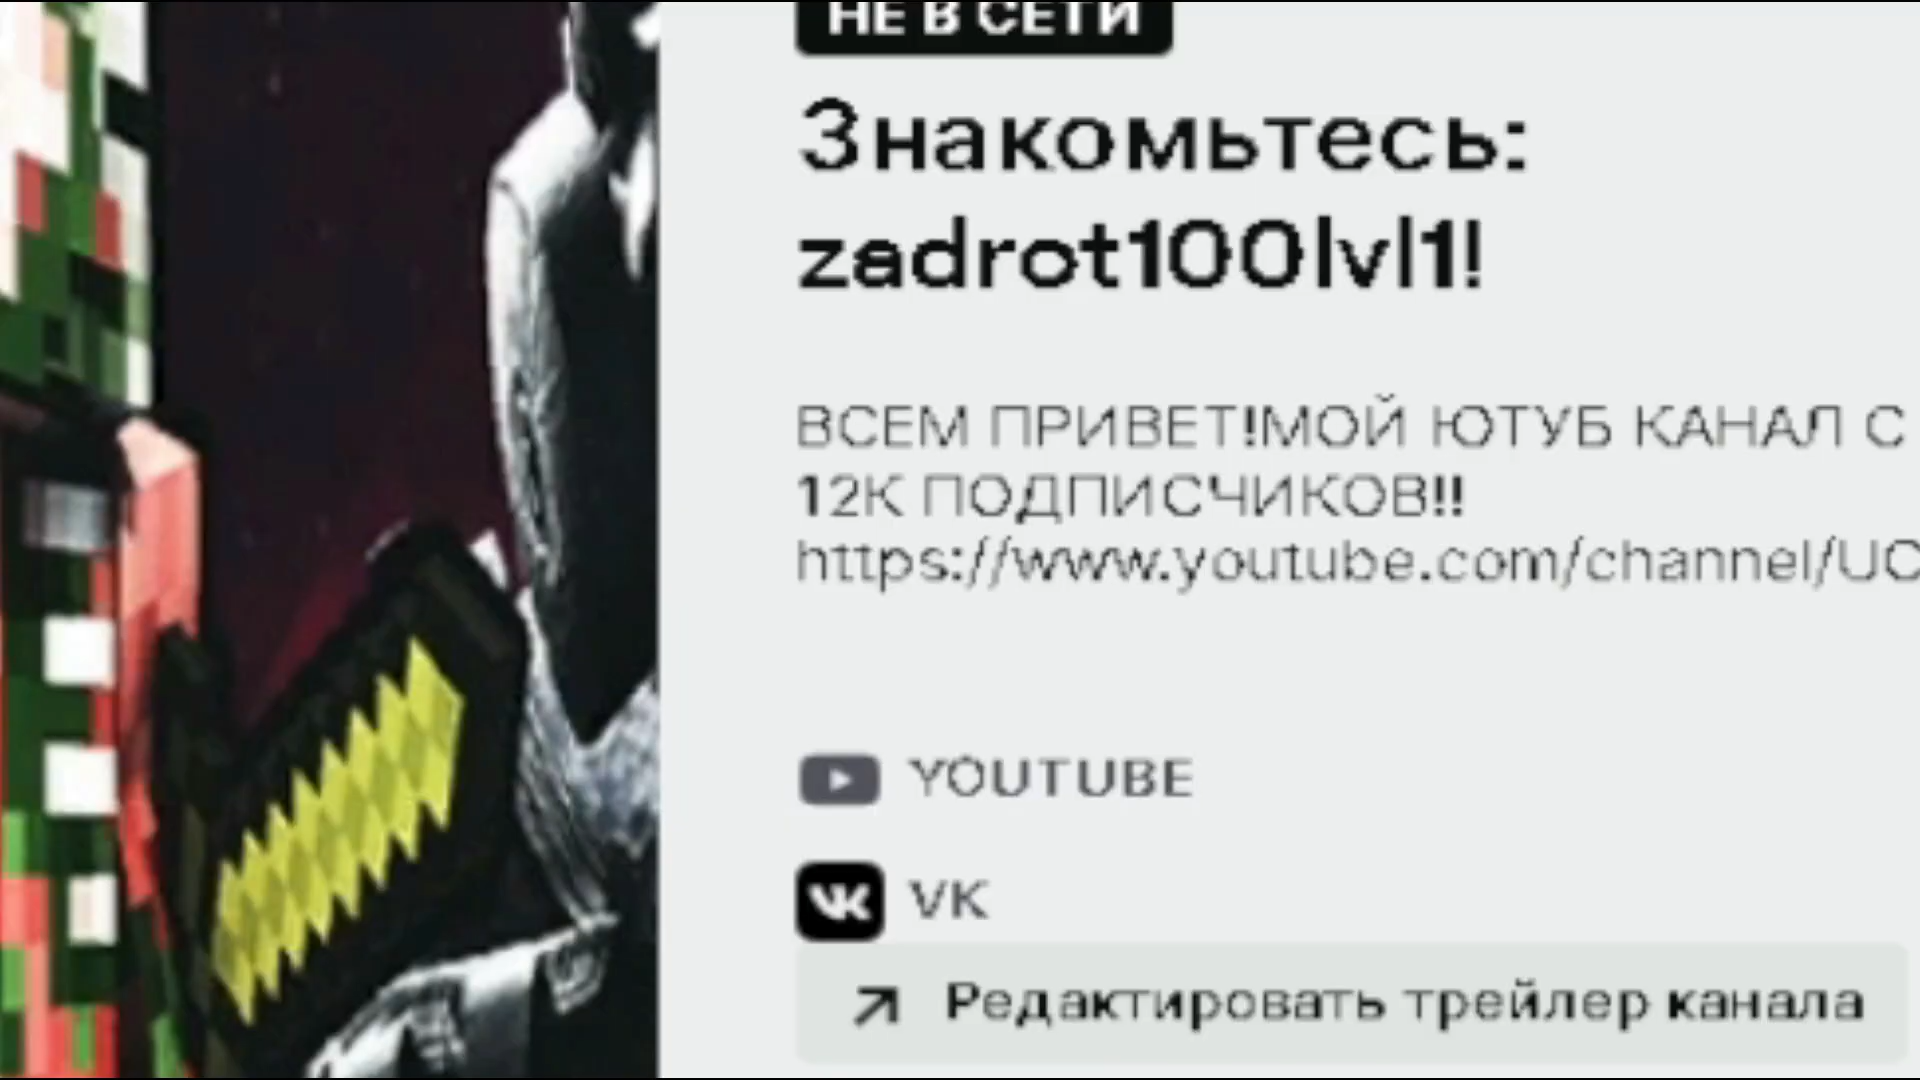 НЕ В СЕТИ
Знакомьтесь:
zadrot100lvl1!
ВСЕМ ПРИВЕТ!МОЙ ЮТУБ КАНАЛ С
12К ПОДПИСЧИКОВ!!
https://www.youtube.com/channel/UC
YOUTUBE
VK
Редактировать трейлер канала